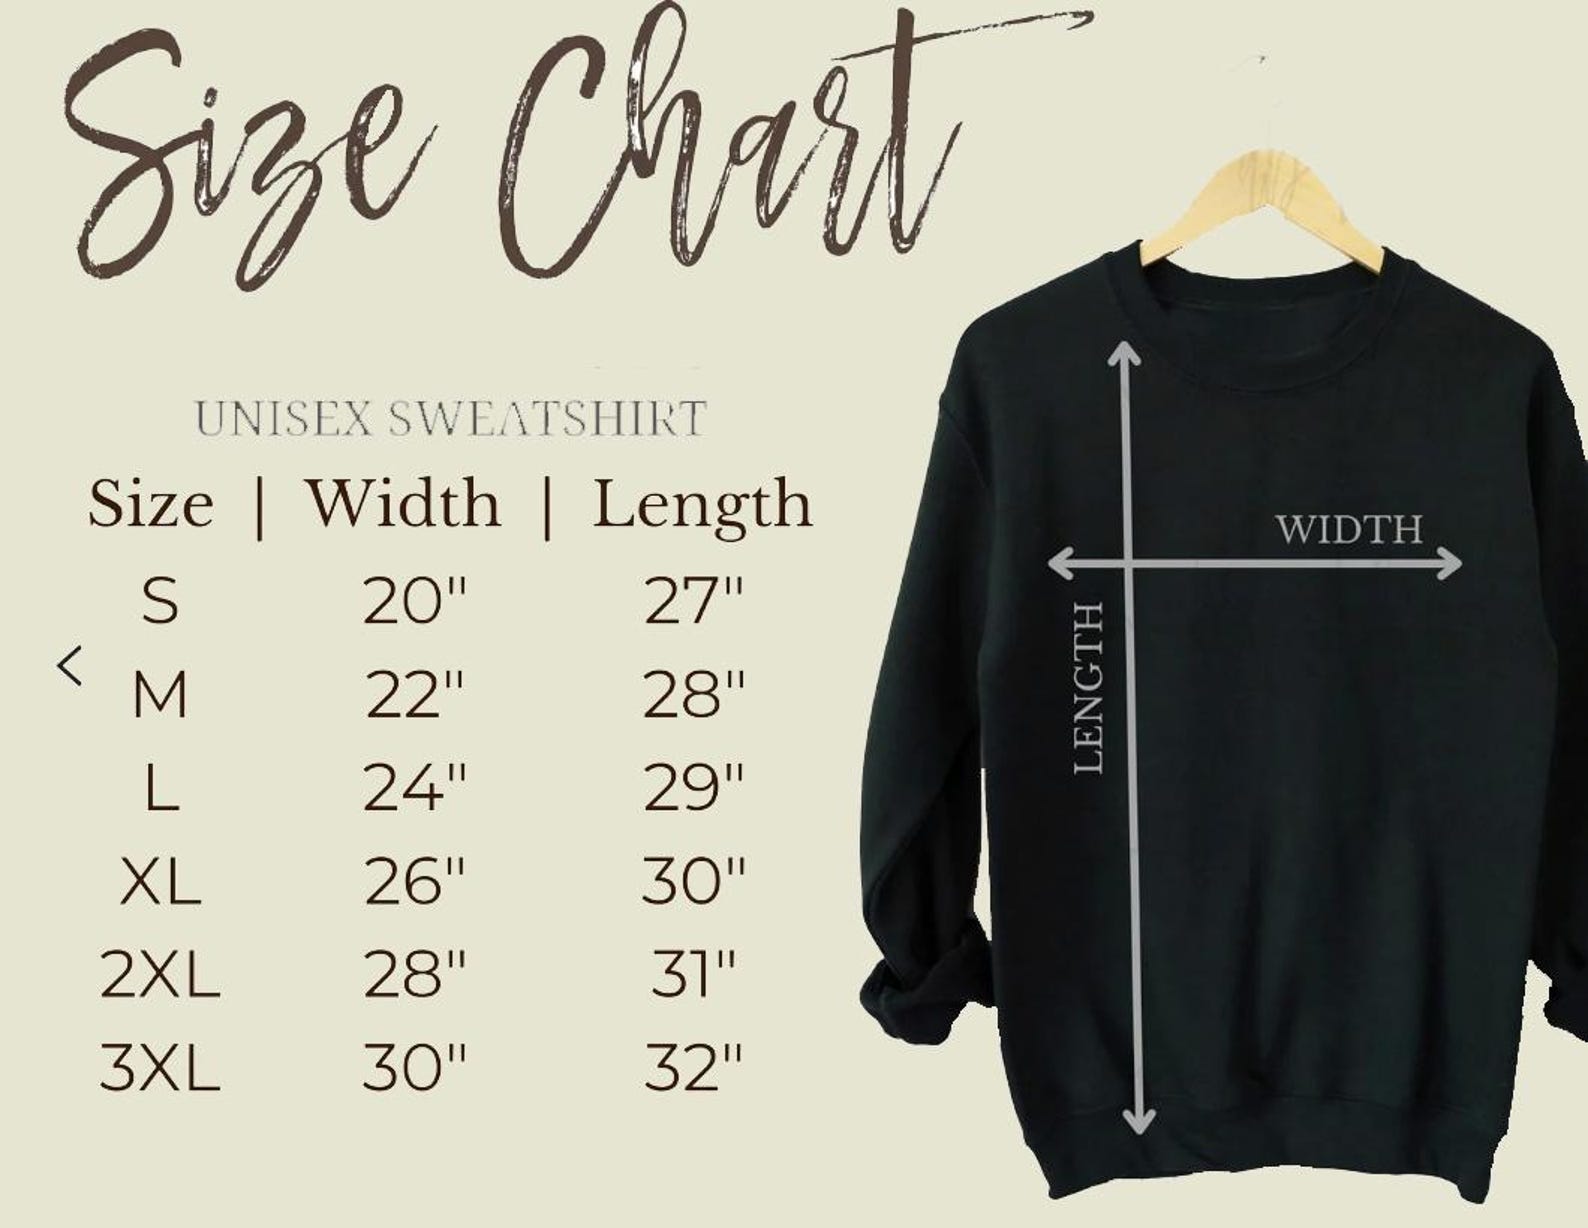 Size Chart
UNISEX SWEATSHIRT
Size | Width | Length
S 20" 27"
M 22" 28"
L 24" 29"
XL 26" 30"
2XL 28" 31"
3XL 30" 32"
WIDTH
LENGTH